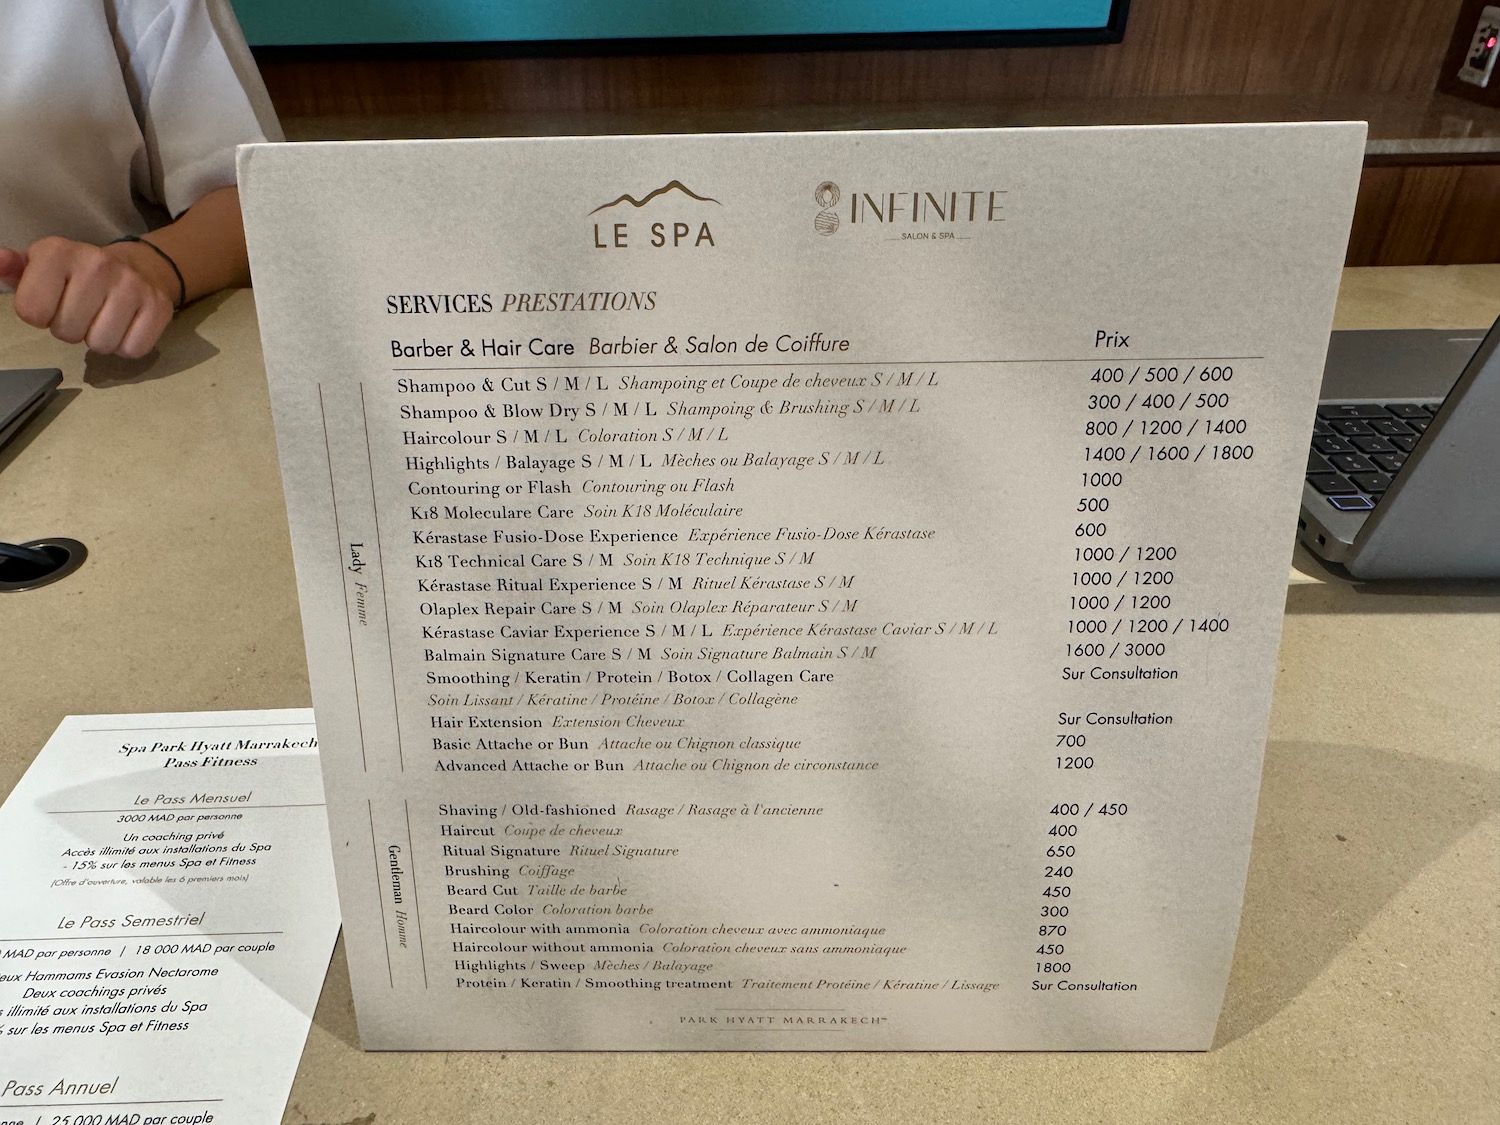 LE SPA
INFINITE
SALON & SPA
SERVICES PRESTATIONS
Barber & Hair Care Barbier & Salon de Coiffure Prix
Lady Femme
Shampoo & Cut S / M / L Shampoing et Coupe de cheveux S / M / L 400 / 500 / 600
Shampoo & Blow Dry S / M / L Shampoing & Brushing S / M / L 300 / 400 / 500
Haircolour S / M / L Coloration S / M / L 800 / 1200 / 1400
Highlights / Balayage S / M / L Mèches ou Balayage S / M / L 1400 / 1600 / 1800
Contouring or Flash Contouring ou Flash 1000
K18 Moleculare Care Soin K18 Moléculaire 500
Kérastase Fusio-Dose Experience Expérience Fusio-Dose Kérastase 600
K18 Technical Care S / M Soin K18 Technique S / M 1000 / 1200
Kérastase Ritual Experience S / M Rituel Kérastase S / M 1000 / 1200
Olaplex Repair Care S / M Soin Olaplex Réparateur S / M 1000 / 1200
Kérastase Caviar Experience S / M / L Expérience Kérastase Caviar S / M / L 1000 / 1200 / 1400
Balmain Signature Care S / M Soin Signature Balmain S / M 1600 / 3000
Smoothing / Keratin / Protein / Botox / Collagen Care Sur Consultation
Soin Lissant / Kératine / Protéine / Botox / Collagène
Hair Extension Extension Cheveux Sur Consultation
Basic Attache or Bun Attache ou Chignon classique 700
Advanced Attache or Bun Attache ou Chignon de circonstance 1200
Gentleman Homme
Shaving / Old-fashioned Rasage / Rasage à l'ancienne 400 / 450
Haircut Coupe de cheveux 400
Ritual Signature Rituel Signature 650
Brushing Coiffage 240
Beard Cut Taille de barbe 450
Beard Color Coloration barbe 300
Haircolour with ammonia Coloration cheveux avec ammoniaque 870
Haircolour without ammonia Coloration cheveux sans ammoniaque 450
Highlights / Sweep Mèches / Balayage 1800
Protein / Keratin / Smoothing treatment Traitement Protéine / Kératine / Lissage Sur Consultation
PARK HYATT MARRAKECH™
Spa Park Hyatt Marrakech
Pass Fitness
Le Pass Mensuel
3000 MAD par personne
Un coaching privé
Accès illimité aux installations du Spa
- 15% sur les menus Spa et Fitness
(Offre d'ouverture, valable les 6 premiers mois)
Le Pass Semestriel
MAD par personne / 18 000 MAD par couple
Hammams Evasion Nectarome
Deux coachings privés
illimité aux installations du Spa
sur les menus Spa et Fitness
Pass Annuel
/ 25 000 MAD par couple